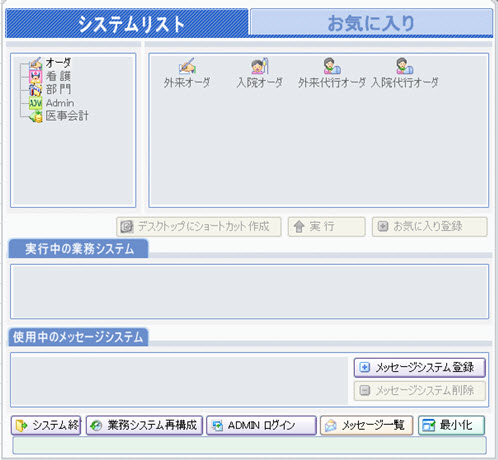 システムリスト
お気に入り
オーダ
看護
部門
Admin
医事会計
外来オーダ
入院オーダ
外来代行オーダ
入院代行オーダ
デスクトップにショートカット作成
実行
お気に入り登録
実行中の業務システム
使用中のメッセージシステム
メッセージシステム登録
メッセージシステム削除
システム終
業務システム再構成
ADMIN ログイン
メッセージ一覧
最小化